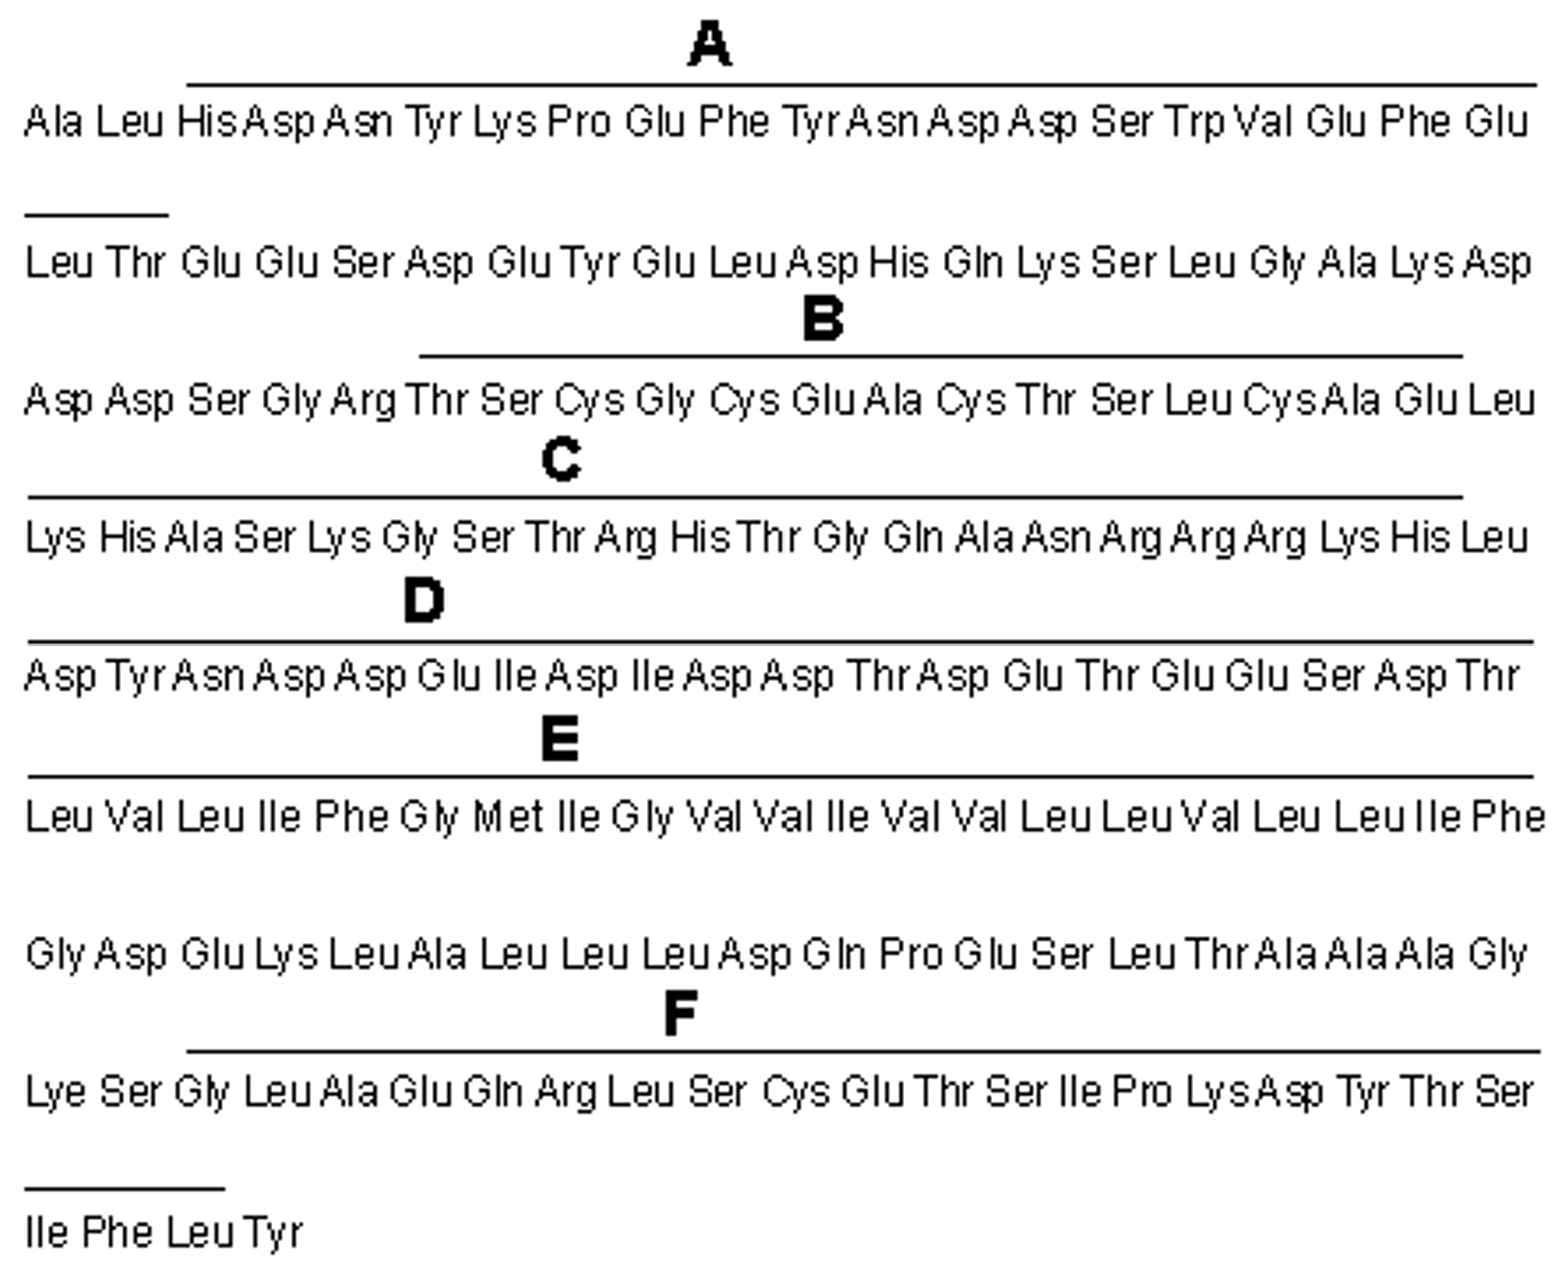 A
Ala Leu His Asp Asn Tyr Lys Pro Glu Phe Tyr Asn Asp Asp Ser Trp Val Glu Phe Glu
Leu Thr Glu Glu Ser Asp Glu Tyr Glu Leu Asp His Gln Lys Ser Leu Gly Ala Lys Asp
B
Asp Asp Ser Gly Arg Thr Ser Cys Gly Cys Glu Ala Cys Thr Ser Leu Cys Ala Glu Leu
C
Lys His Ala Ser Lys Gly Ser Thr Arg His Thr Gly Gln Ala Asn Arg Arg Arg Lys His Leu
D
Asp Tyr Asn Asp Asp Glu Ile Asp Ile Asp Asp Thr Asp Glu Thr Glu Glu Ser Asp Thr
E
Leu Val Leu Ile Phe Gly Met Ile Gly Val Val Ile Val Val Leu Leu Val Leu Leu Ile Phe
Gly Asp Glu Lys Leu Ala Leu Leu Leu Asp Gln Pro Glu Ser Leu Thr Ala Ala Ala Gly
F
Lye Ser Gly Leu Ala Glu Gln Arg Leu Ser Cys Glu Thr Ser Ile Pro Lys Asp Tyr Thr Ser
Ile Phe Leu Tyr